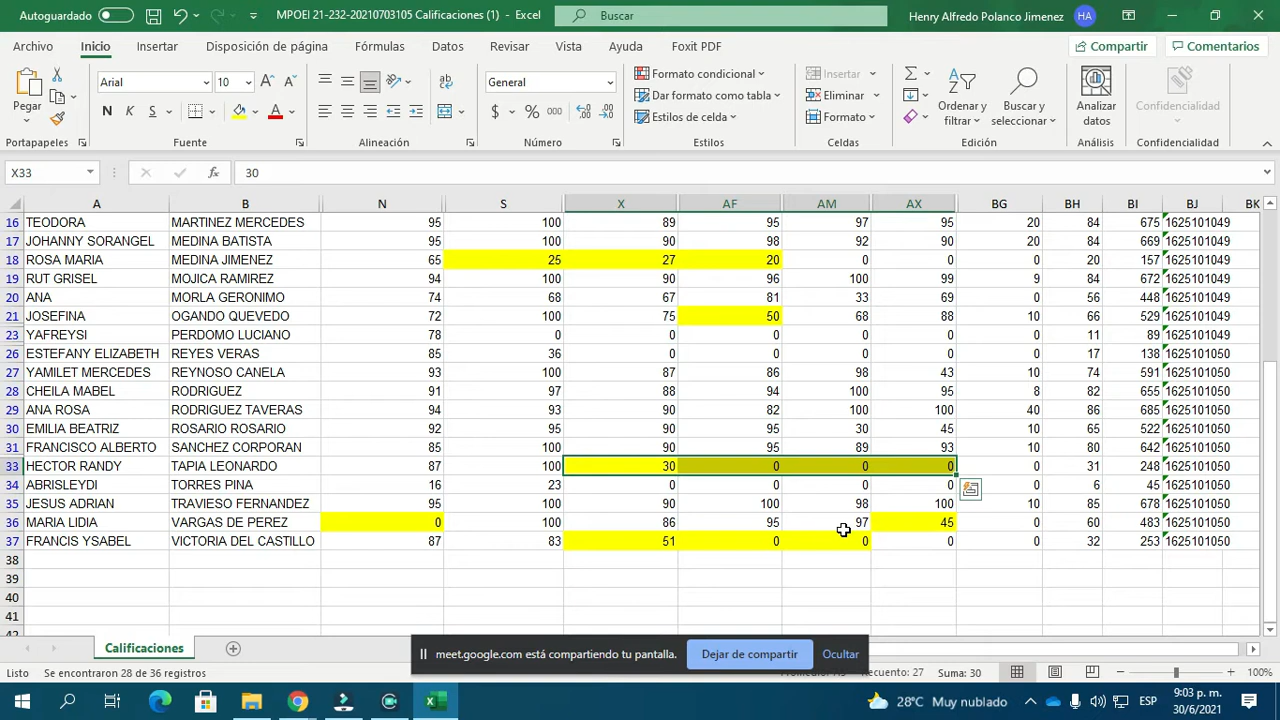 Autoguardado MPOEI 21-232-20210703105 Calificaciones (1) - Excel Buscar Henry Alfredo Polanco Jimenez HA
Archivo Inicio Insertar Disposición de página Fórmulas Datos Revisar Vista Ayuda Foxit PDF Compartir Comentarios
Pegar Arial 10 General Formato condicional Insertar
N K S Dar formato como tabla Eliminar
Estilos de celda Formato
Ordenar y filtrar Buscar y seleccionar Analizar datos Confidencialidad
Portapapeles Fuente Alineación Número Estilos Celdas Edición Análisis Confidencialidad
X33 fx 30
A B N S X AF AM AX BG BH BI BJ BK
16 TEODORA MARTINEZ MERCEDES 95 100 89 95 97 95 20 84 675 1625101049
17 JOHANNY SORANGEL MEDINA BATISTA 95 100 90 98 92 90 20 84 669 1625101049
18 ROSA MARIA MEDINA JIMENEZ 65 25 27 20 0 0 0 20 157 1625101049
19 RUT GRISEL MOJICA RAMIREZ 94 100 90 96 100 99 9 84 672 1625101049
20 ANA MORLA GERONIMO 74 68 67 81 33 69 0 56 448 1625101049
21 JOSEFINA OGANDO QUEVEDO 72 100 75 50 68 88 10 66 529 1625101049
23 YAFREYSI PERDOMO LUCIANO 78 0 0 0 0 0 0 11 89 1625101049
26 ESTEFANY ELIZABETH REYES VERAS 85 36 0 0 0 0 0 17 138 1625101050
27 YAMILET MERCEDES REYNOSO CANELA 93 100 87 86 98 43 10 74 591 1625101050
28 CHEILA MABEL RODRIGUEZ 91 97 88 94 100 95 8 82 655 1625101050
29 ANA ROSA RODRIGUEZ TAVERAS 94 93 90 82 100 100 40 86 685 1625101050
30 EMILIA BEATRIZ ROSARIO ROSARIO 92 95 90 95 30 45 10 65 522 1625101050
31 FRANCISCO ALBERTO SANCHEZ CORPORAN 85 100 90 95 89 93 10 80 642 1625101050
33 HECTOR RANDY TAPIA LEONARDO 87 100 30 0 0 0 0 31 248 1625101050
34 ABRISLEYDI TORRES PINA 16 23 0 0 0 0 0 6 45 1625101050
35 JESUS ADRIAN TRAVIESO FERNANDEZ 95 100 90 100 98 100 10 85 678 1625101050
36 MARIA LIDIA VARGAS DE PEREZ 0 100 86 95 97 45 0 60 483 1625101050
37 FRANCIS YSABEL VICTORIA DEL CASTILLO 87 83 51 0 0 0 0 32 253 1625101050
38
39
40
41
42
Calificaciones
meet.google.com está compartiendo tu pantalla. Dejar de compartir Ocultar
Listo Se encontraron 28 de 36 registros Recuento: 27 Suma: 30 100%
28°C Muy nublado ESP 9:03 p. m.
30/6/2021